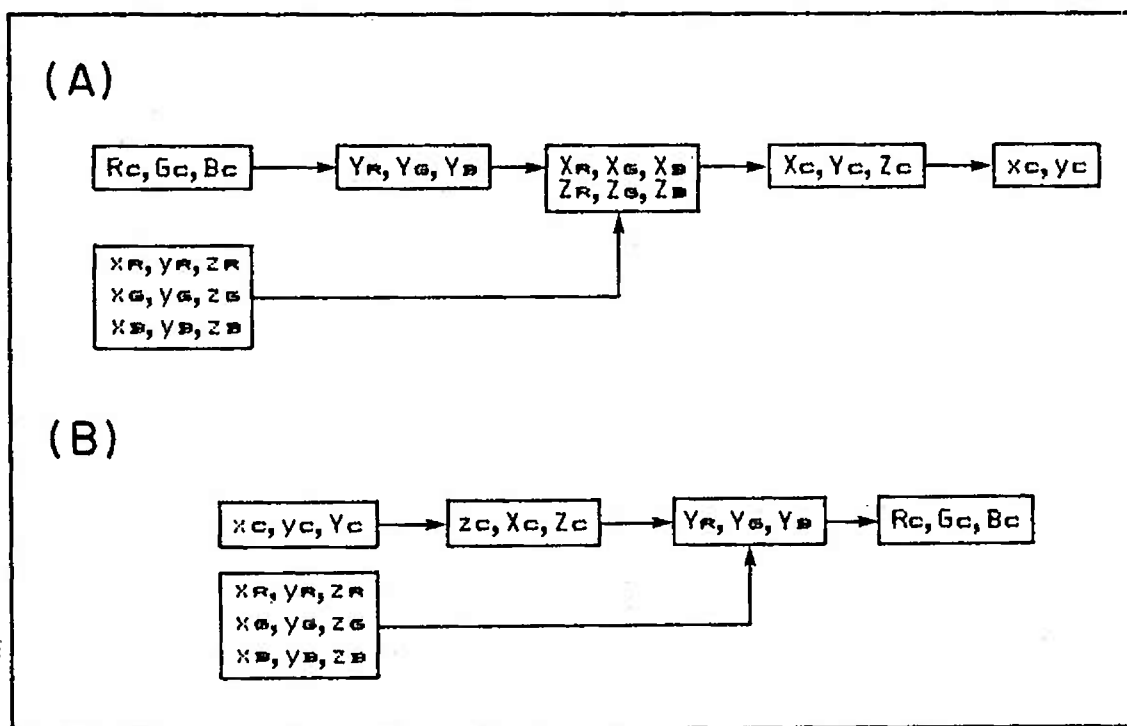 (A)
Rc, Gc, Bc
YR, YG, YB
XR, XG, XB
ZR, ZG, ZB
Xc, Yc, Zc
xc, yc
xR, yR, zR
xG, yG, zG
xB, yB, zB
(B)
xc, yc, Yc
zc, Xc, Zc
YR, YG, YB
Rc, Gc, Bc
xR, yR, zR
xG, yG, zG
xB, yB, zB